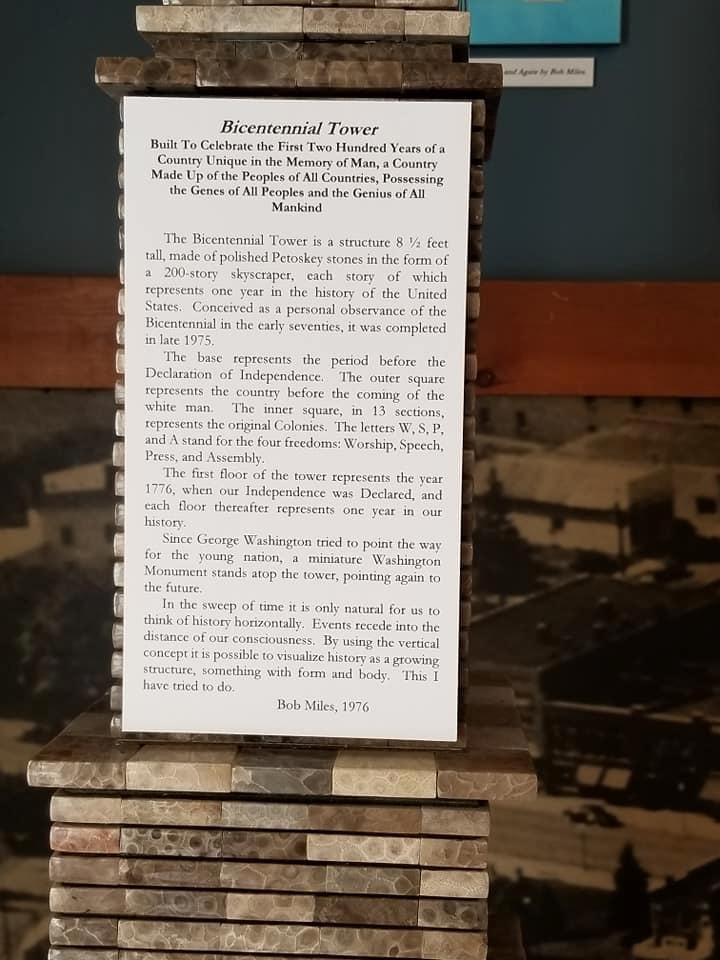 and Agate by Bob Miles.
Bicentennial Tower
Built To Celebrate the First Two Hundred Years of a
Country Unique in the Memory of Man, a Country
Made Up of the Peoples of All Countries, Possessing
the Genes of All Peoples and the Genius of All
Mankind
The Bicentennial Tower is a structure 8 ½ feet
tall, made of polished Petoskey stones in the form of
a 200-story skyscraper, each story of which
represents one year in the history of the United
States. Conceived as a personal observance of the
Bicentennial in the early seventies, it was completed
in late 1975.
The base represents the period before the
Declaration of Independence. The outer square
represents the country before the coming of the
white man. The inner square, in 13 sections,
represents the original Colonies. The letters W, S, P,
and A stand for the four freedoms: Worship, Speech,
Press, and Assembly.
The first floor of the tower represents the year
1776, when our Independence was Declared, and
each floor thereafter represents one year in our
history.
Since George Washington tried to point the way
for the young nation, a miniature Washington
Monument stands atop the tower, pointing again to
the future.
In the sweep of time it is only natural for us to
think of history horizontally. Events recede into the
distance of our consciousness. By using the vertical
concept it is possible to visualize history as a growing
structure, something with form and body. This I
have tried to do.
Bob Miles, 1976